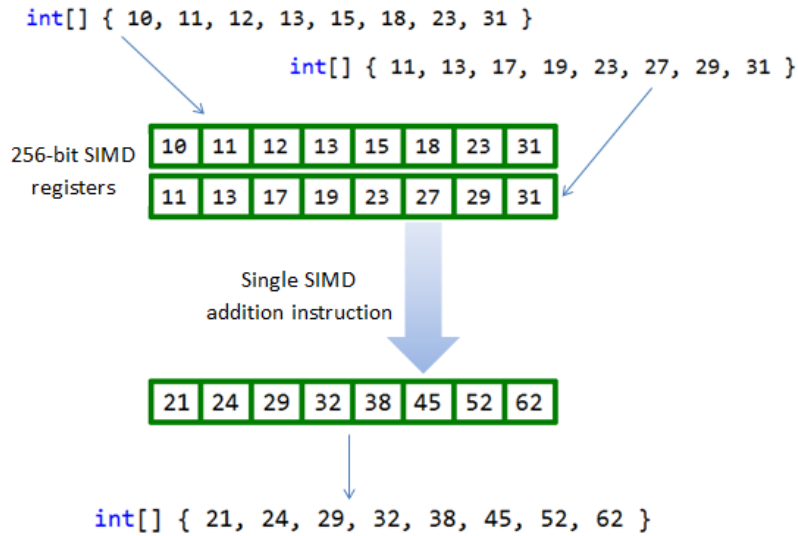 int[] { 10, 11, 12, 13, 15, 18, 23, 31 }
int[] { 11, 13, 17, 19, 23, 27, 29, 31 }
256-bit SIMD
registers
10 11 12 13 15 18 23 31
11 13 17 19 23 27 29 31
Single SIMD
addition instruction
21 24 29 32 38 45 52 62
int[] { 21, 24, 29, 32, 38, 45, 52, 62 }